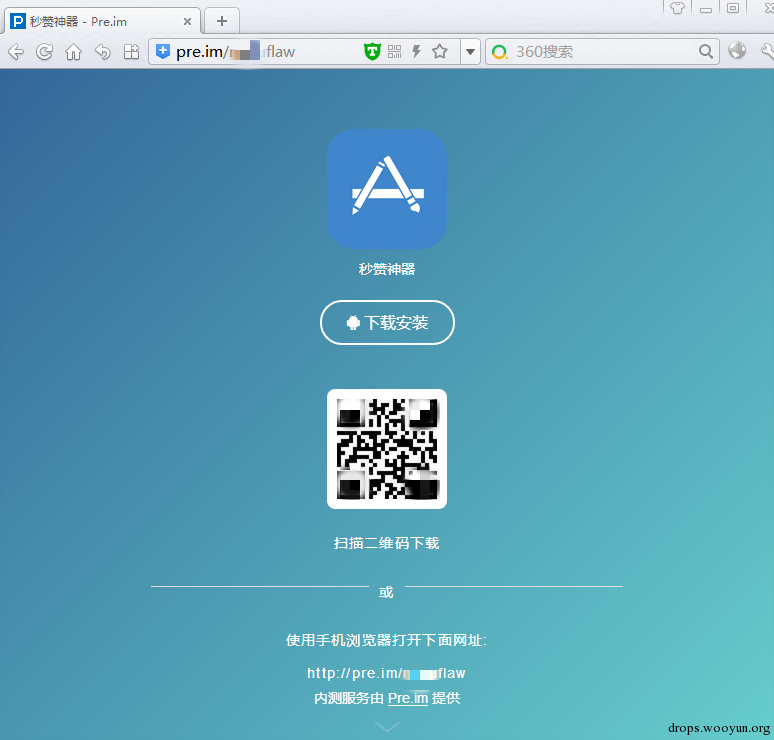 秒赞神器 - Pre.im
pre.im/ flaw
360搜索
秒赞神器
下载安装
扫描二维码下载
或
使用手机浏览器打开下面网址:
http://pre.im/ flaw
内测服务由 Pre.im 提供
drops.wooyun.org